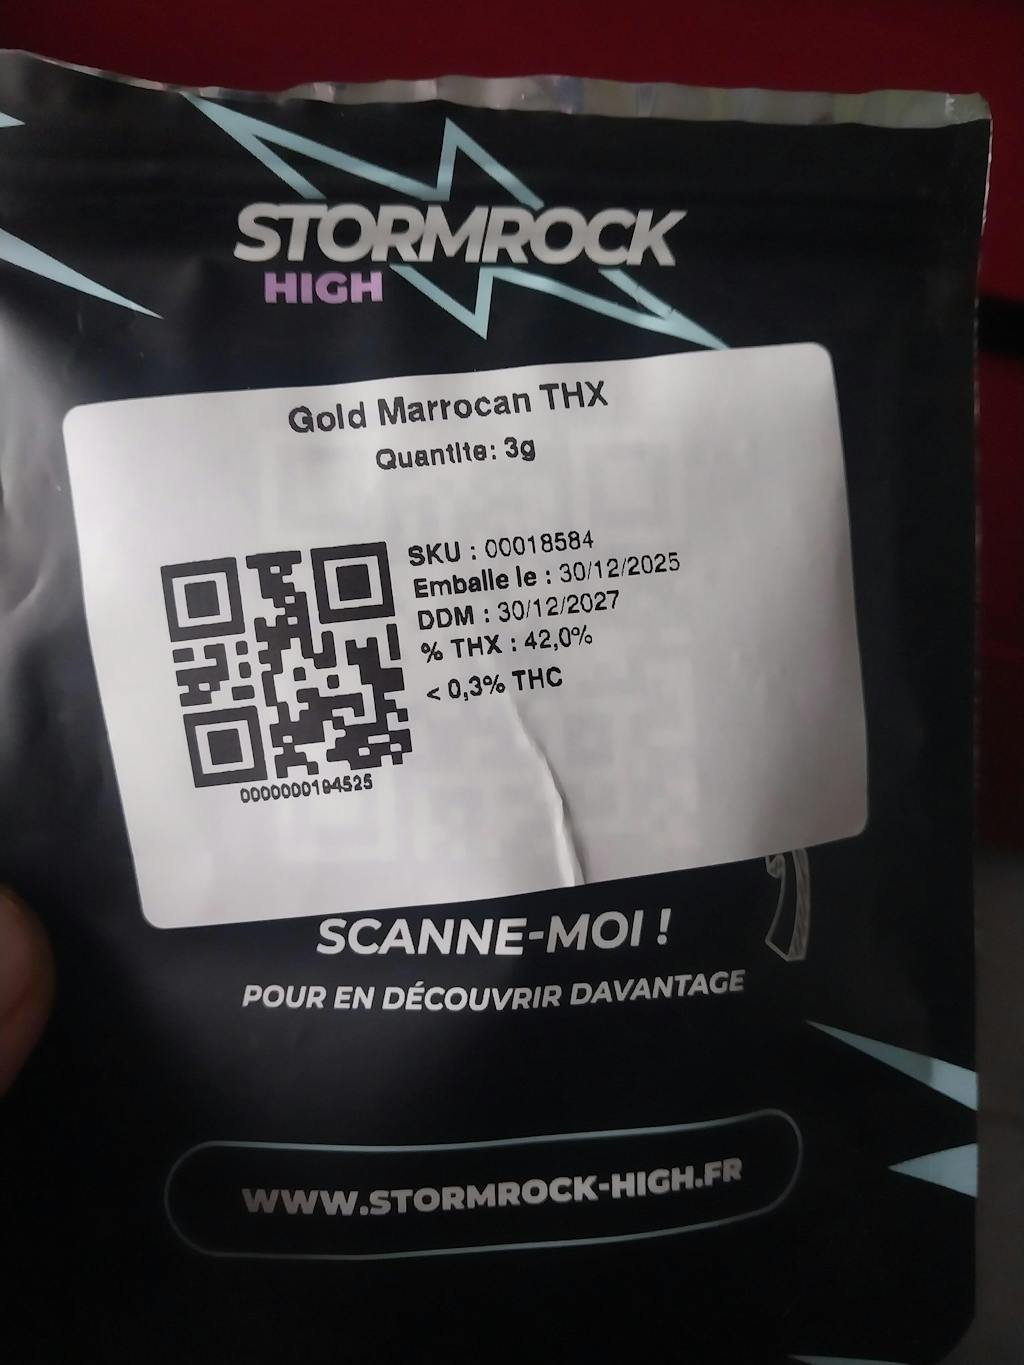 STORMROCK
HIGH
Gold Marrocan THX
Quantite: 3g
SKU : 00018584
Emballe le : 30/12/2025
DDM : 30/12/2027
% THX : 42,0%
< 0,3% THC
0000000194525
SCANNE-MOI !
POUR EN DÉCOUVRIR DAVANTAGE
WWW.STORMROCK-HIGH.FR